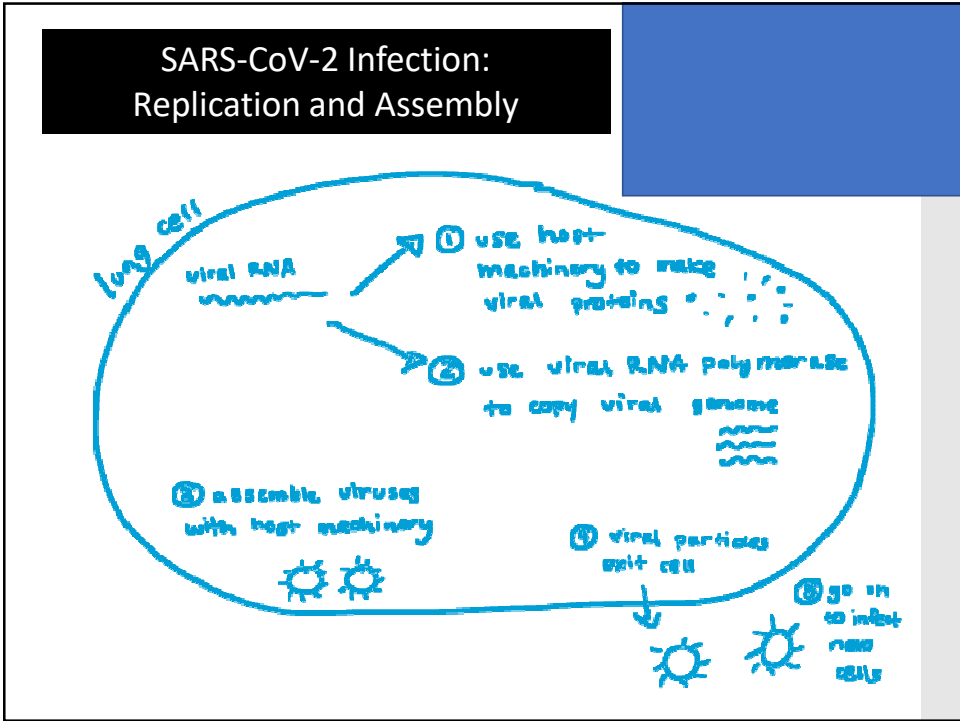 SARS-CoV-2 Infection:
Replication and Assembly
lung cell
viral RNA
① use host
machinery to make
viral proteins
② use viral RNA polymerase
to copy viral genome
③ assemble viruses
with host machinery
④ viral particles
exit cell
⑤ go on
to infect
new
cells